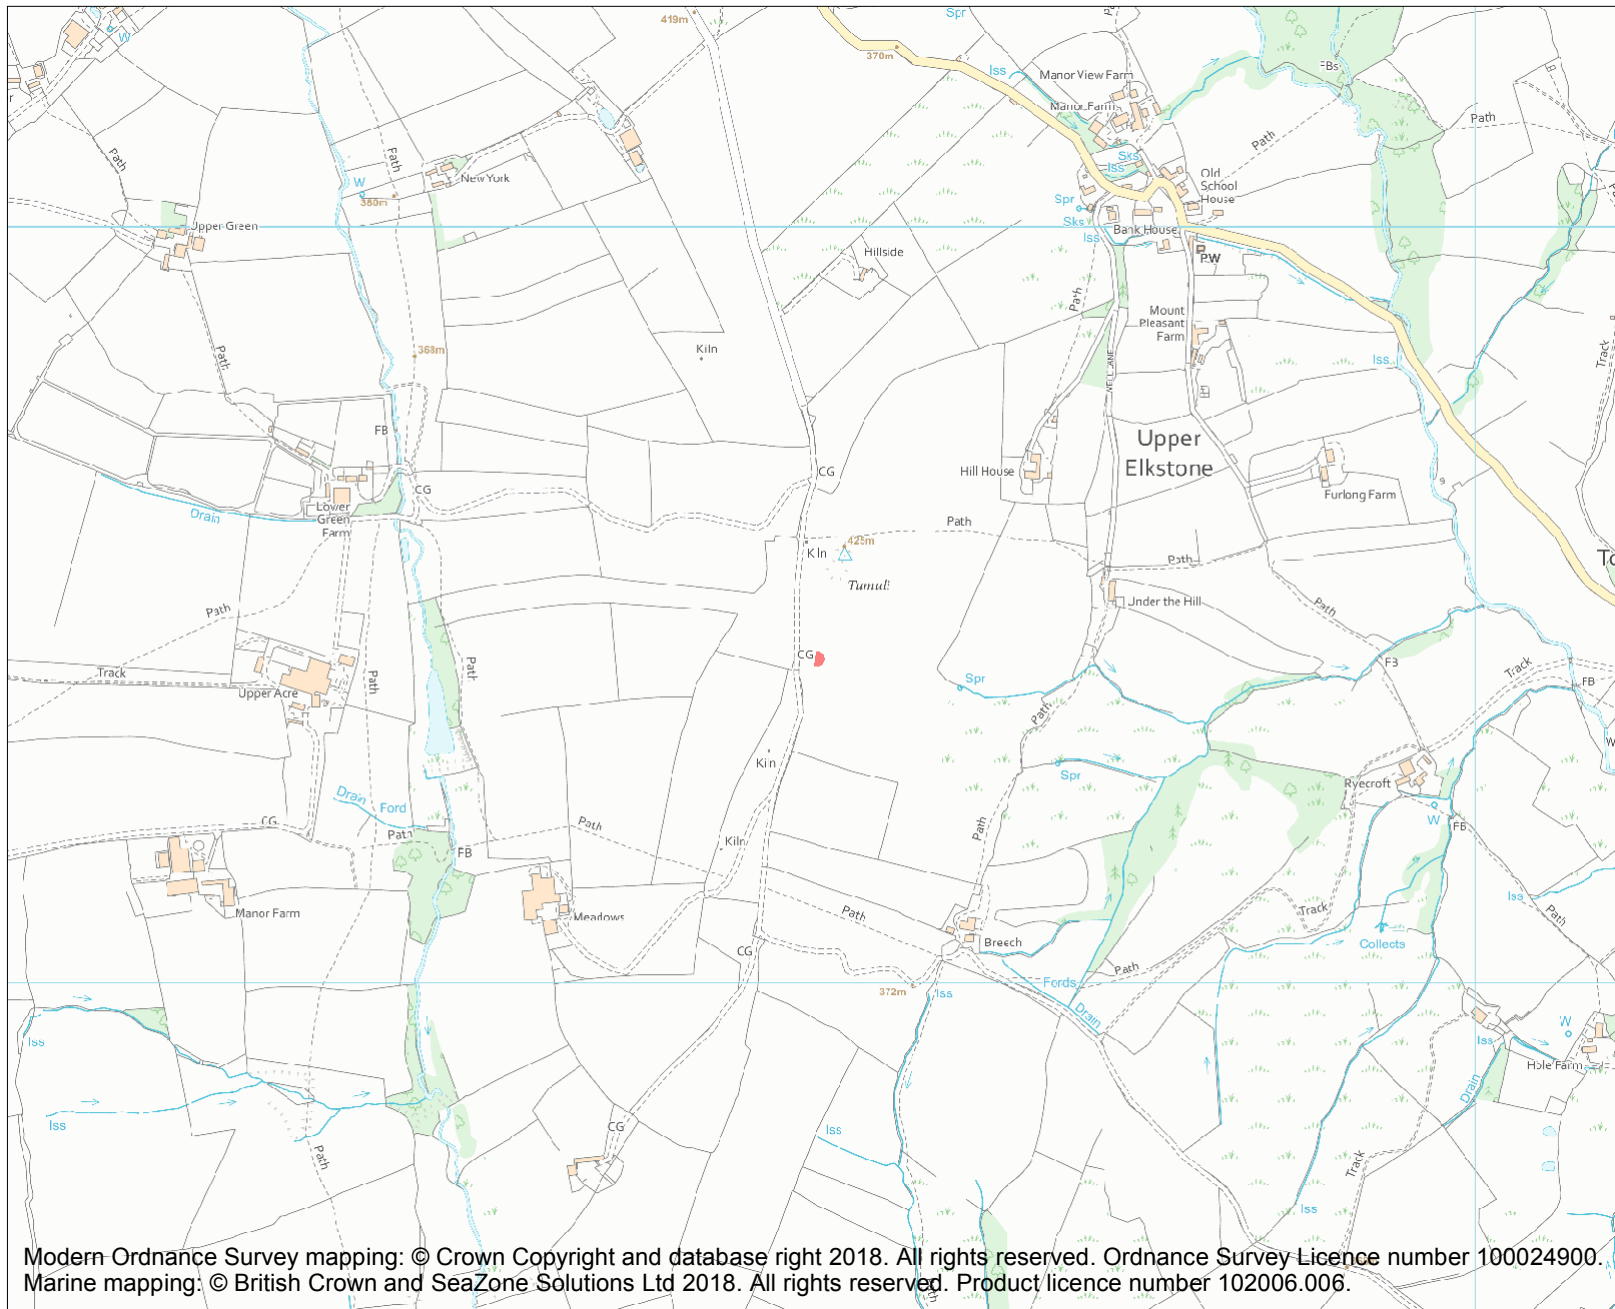 419m
Spr
370m
Iss
Manor View Farm
FBs
W
Manor Farm
Path
Path
Path
Path
Sks
Iss
New York
W
380m
Old
School
House
Spr
Sks
Iss
Upper Green
Bank House
PW
Hillside
Path
Mount
Pleasant
Farm
Path
368m
Kiln
Iss
Track
FB
Upper
Elkstone
CG
Hill House
CG
Furlong Farm
Lower
Green
Farm
Drain
Path
425m
Kiln
Path
Tumuli
Under the Hill
Path
Path
CG
Path
Path
Track
Upper Acre
Spr
FB
Track
FB
Path
W
Kiln
Spr
Ryecroft
Drain
Ford
CG
Path
Path
Path
W
FB
Kiln
FB
Manor Farm
Meadows
Path
Track
Iss
Path
CG
Breech
Collects
Path
372m
Iss
Fords
Drain
Iss
W
Iss
Hole Farm
Drain
Iss
CG
Iss
Path
Track
Iss
Path
Modern Ordnance Survey mapping: © Crown Copyright and database right 2018. All rights reserved. Ordnance Survey Licence number 100024900.
Marine mapping: © British Crown and SeaZone Solutions Ltd 2018. All rights reserved. Product licence number 102006.006.